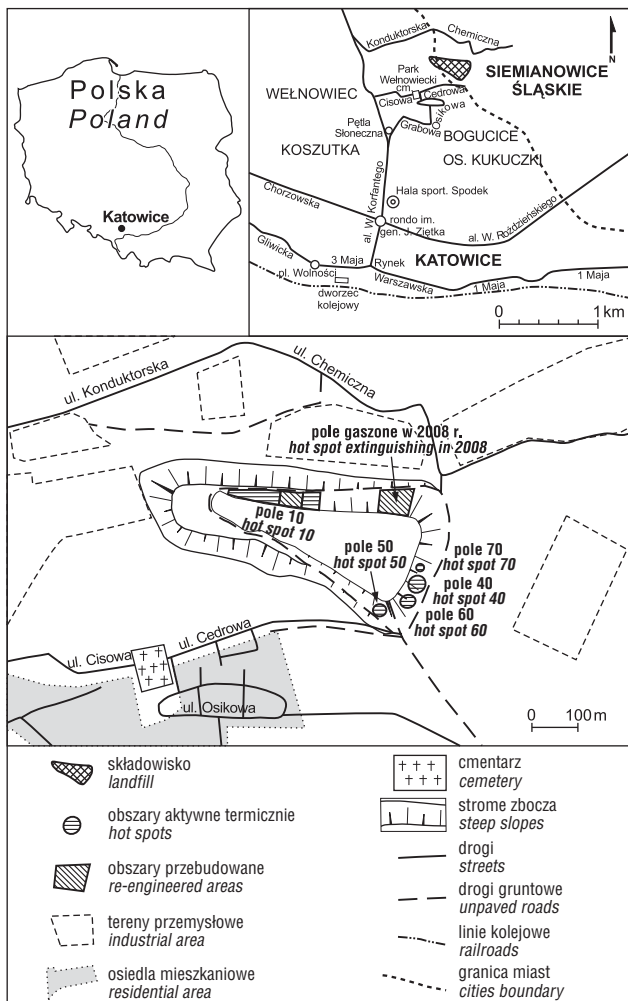 Polska
Poland
Katowice
Konduktorska
Chemiczna
N
Park
Wełnowiecki
cm.
SIEMIANOWICE
ŚLĄSKIE
WEŁNOWIEC
Cisowa
Cedrowa
Osikowa
Pętla
Słoneczna
Grabowa
BOGUCICE
KOSZUTKA
OS. KUKUCZKI
Chorzowska
al. W. Korfantego
Hala sport. Spodek
rondo im.
gen. J. Ziętka
al. W. Roździeńskiego
Gliwicka
3 Maja
Rynek
KATOWICE
pl. Wolności
Warszawska
1 Maja
1 Maja
dworzec
kolejowy
0 1 km
ul. Konduktorska
ul. Chemiczna
pole gaszone w 2008 r.
hot spot extinguishing in 2008
pole 10
hot spot 10
pole 50
hot spot 50
pole 70
hot spot 70
pole 40
hot spot 40
pole 60
hot spot 60
ul. Cisowa
ul. Cedrowa
ul. Osikowa
0 100 m
składowisko
landfill
obszary aktywne termicznie
hot spots
obszary przebudowane
re-engineered areas
tereny przemysłowe
industrial area
osiedla mieszkaniowe
residential area
cmentarz
cemetery
strome zbocza
steep slopes
drogi
streets
drogi gruntowe
unpaved roads
linie kolejowe
railroads
granica miast
cities boundary